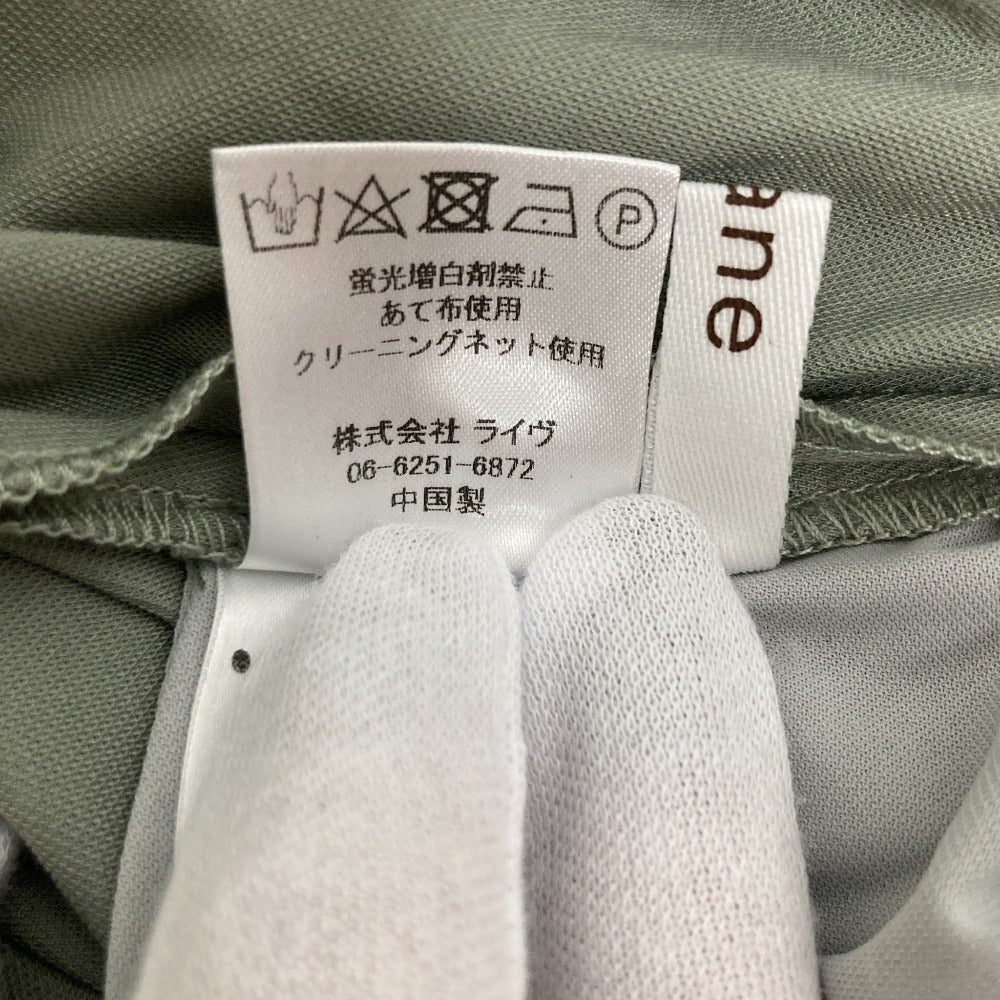 P
蛍光増白剤禁止
あて布使用
クリーニングネット使用
株式会社 ライヴ
06-6251-6872
中国製
ane